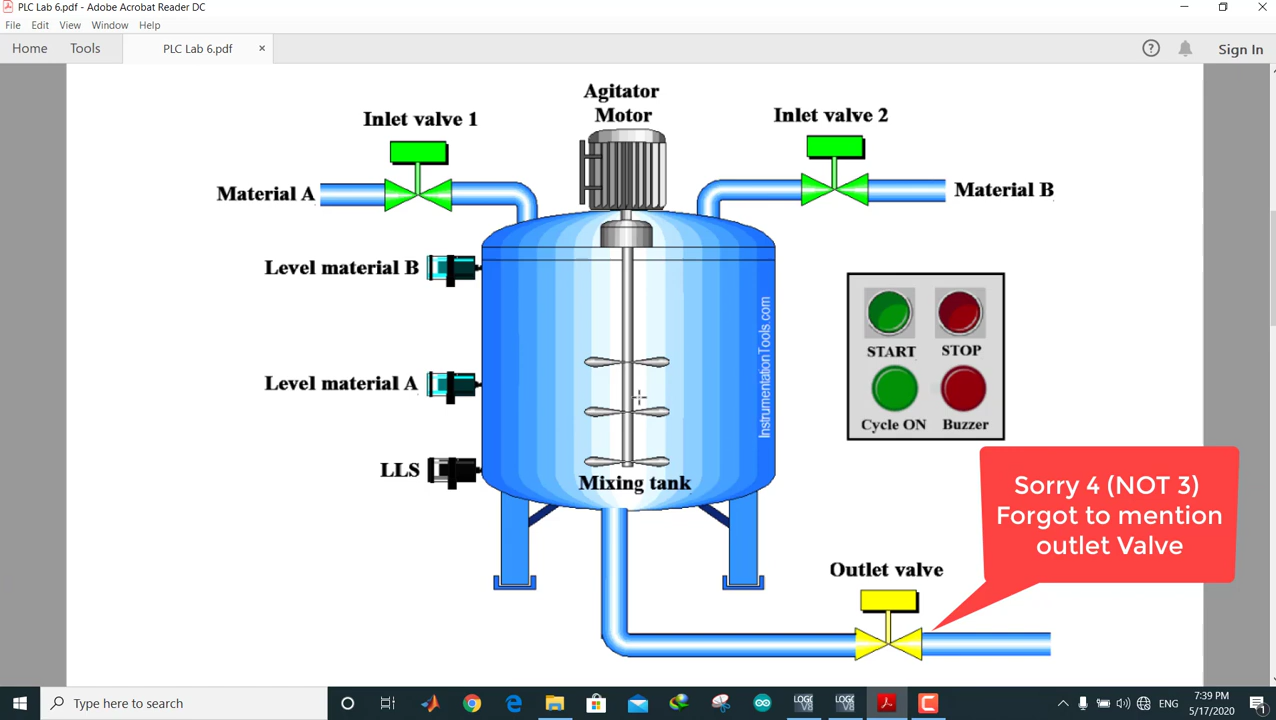 PLC Lab 6.pdf - Adobe Acrobat Reader DC
File Edit View Window Help
Home Tools PLC Lab 6.pdf × Sign In
Agitator
Motor
Inlet valve 1
Inlet valve 2
Material A
Material B
Level material B
Level material A
LLS
InstrumentationTools.com
Mixing tank
START STOP
Cycle ON Buzzer
Sorry 4 (NOT 3)
Forgot to mention
outlet Valve
Outlet valve
Type here to search
ENG
7:39 PM
5/17/2020